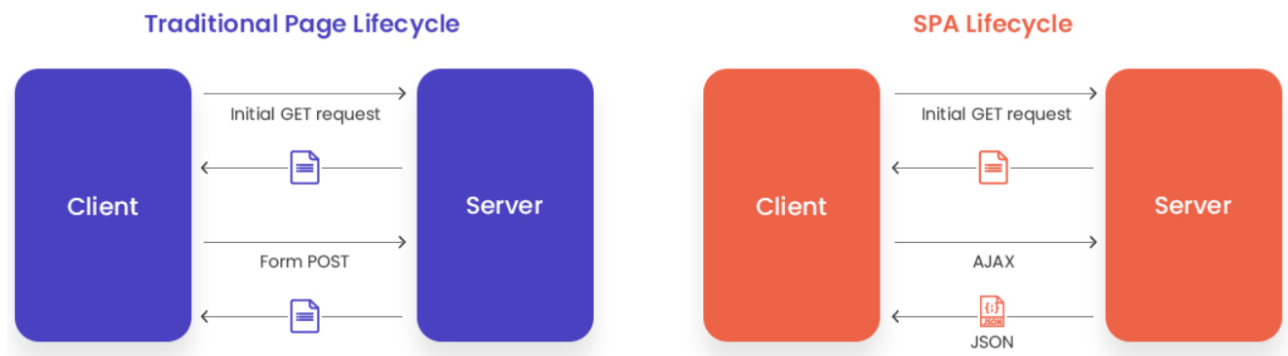 Traditional Page Lifecycle
Client
Initial GET request
Form POST
Server
SPA Lifecycle
Client
Initial GET request
AJAX
{;}
JSON
JSON
Server